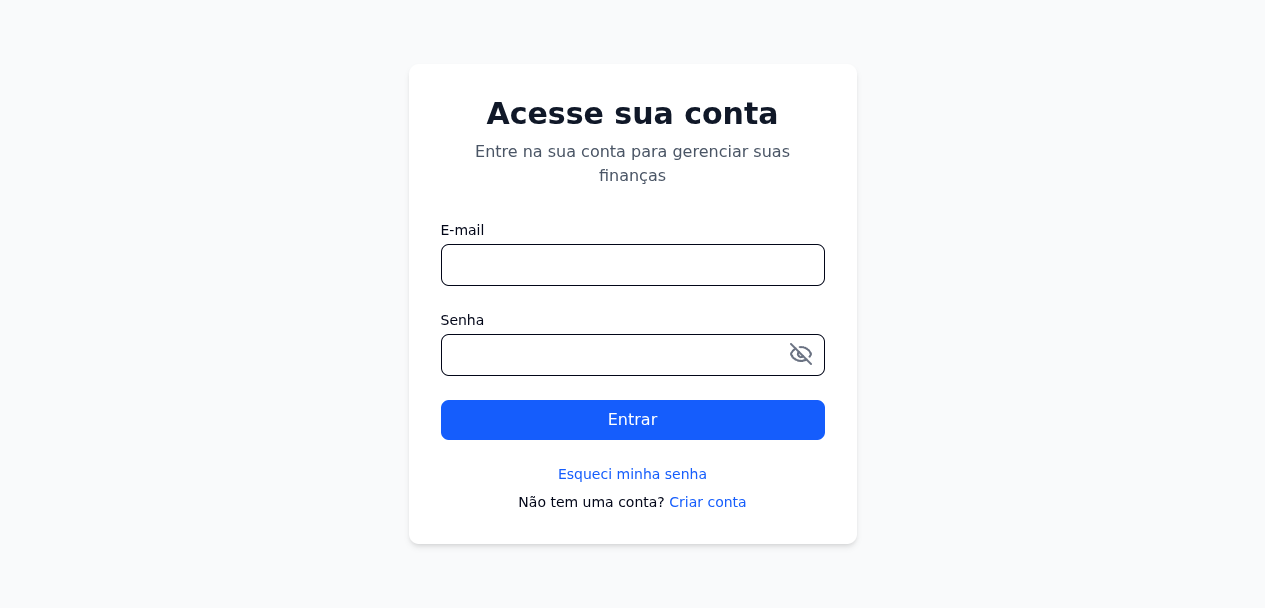 Acesse sua conta
Entre na sua conta para gerenciar suas
finanças
E-mail
Senha
Entrar
Esqueci minha senha
Não tem uma conta? Criar conta